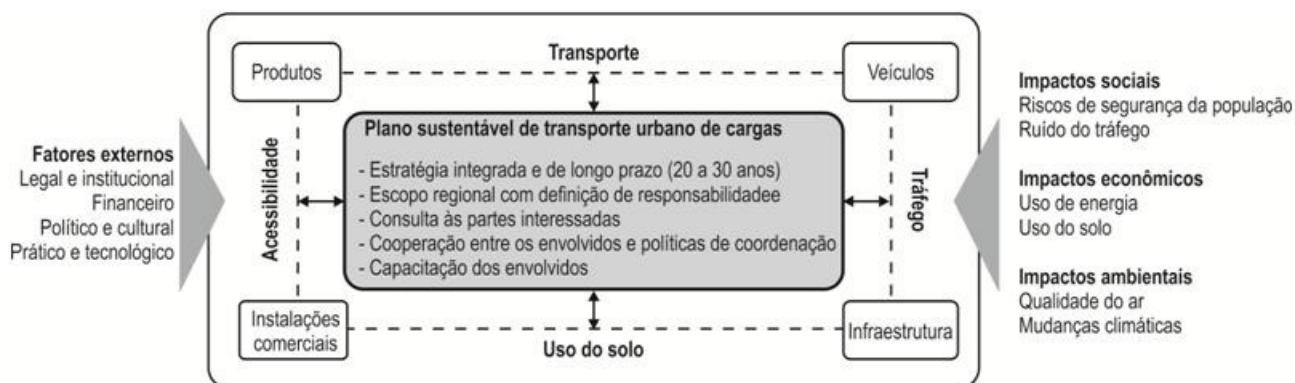 Fatores externos
Legal e institucional
Financeiro
Político e cultural
Prático e tecnológico
Produtos
Transporte
Veículos
Acessibilidade
Plano sustentável de transporte urbano de cargas
- Estratégia integrada e de longo prazo (20 a 30 anos)
- Escopo regional com definição de responsabilidadee
- Consulta às partes interessadas
- Cooperação entre os envolvidos e políticas de coordenação
- Capacitação dos envolvidos
Tráfego
Instalações
comerciais
Uso do solo
Infraestrutura
Impactos sociais
Riscos de segurança da população
Ruído do tráfego
Impactos econômicos
Uso de energia
Uso do solo
Impactos ambientais
Qualidade do ar
Mudanças climáticas